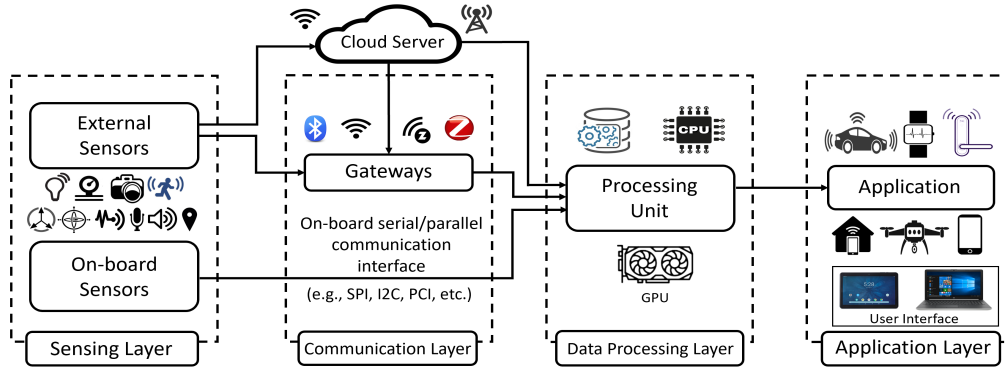 Cloud Server
External
Sensors
On-board
Sensors
Sensing Layer
Gateways
On-board serial/parallel
communication
interface
(e.g., SPI, I2C, PCI, etc.)
Communication Layer
CPU
Processing
Unit
GPU
Data Processing Layer
Application
User Interface
Application Layer